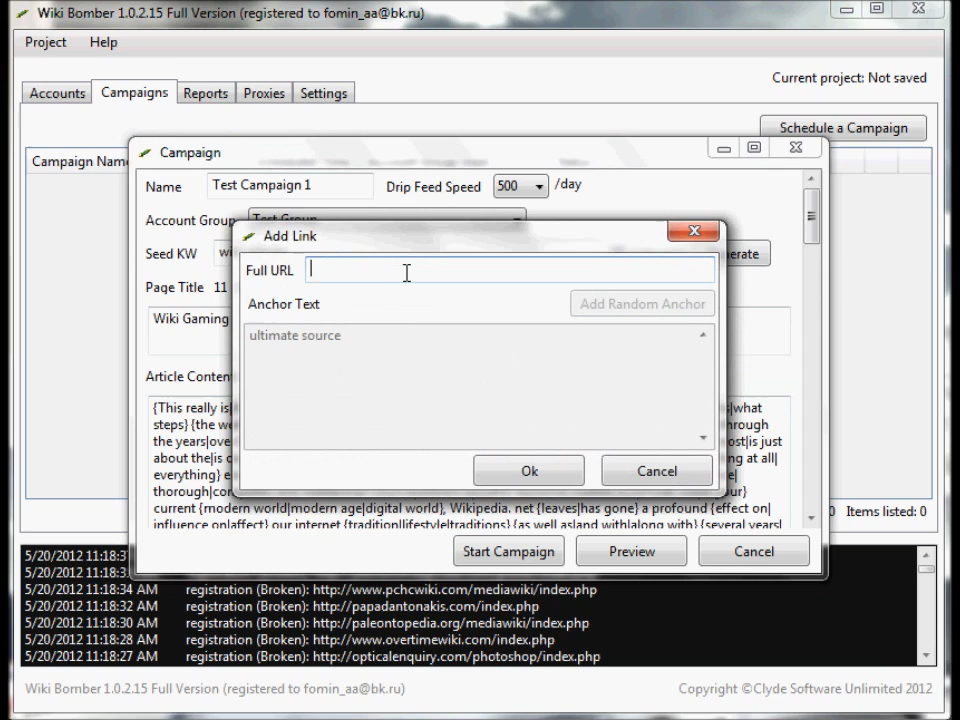 Wiki Bomber 1.0.2.15 Full Version (registered to fomin_aa@bk.ru)
Project Help
Current project: Not saved
Accounts Campaigns Reports Proxies Settings
Schedule a Campaign
Campaign Name
Campaign
Name Test Campaign 1 Drip Feed Speed 500 /day
Account Group Test Group
Add Link
Seed KW
Full URL
Page Title 11
Anchor Text Add Random Anchor
Wiki Gaming
ultimate source
Article Content
{This really is what
steps} {the
the years|ove ost|is just
about the|is ng at all|
everything} e
thorough|
Ok Cancel
current {modern world|modern age|digital world}, Wikipedia. net {leaves|has gone} a profound {effect on|
influence on|affect} our internet {tradition|lifestyle|traditions} {as well as|and with|along with} {several years|
0 Items listed: 0
Start Campaign Preview Cancel
5/20/2012 11:18:3
5/20/2012 11:18:3
5/20/2012 11:18:34 AM registration (Broken): http://www.pchcwiki.com/mediawiki/index.php
5/20/2012 11:18:32 AM registration (Broken): http://papadantonakis.com/index.php
5/20/2012 11:18:30 AM registration (Broken): http://paleontopedia.org/mediawiki/index.php
5/20/2012 11:18:28 AM registration (Broken): http://www.overtimewiki.com/index.php
5/20/2012 11:18:27 AM registration (Broken): http://opticalenquiry.com/photoshop/index.php
Wiki Bomber 1.0.2.15 Full Version (registered to fomin_aa@bk.ru) Copyright ©Clyde Software Unlimited 2012